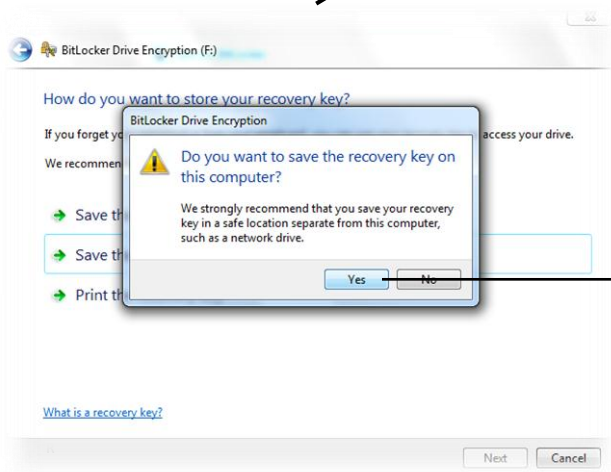 BitLocker Drive Encryption (F:)
How do you want to store your recovery key?
BitLocker Drive Encryption
If you forget yo
access your drive.
We recommen
Do you want to save the recovery key on
this computer?
We strongly recommend that you save your recovery
key in a safe location separate from this computer,
such as a network drive.
Save th
Save th
Print th
Yes
No
What is a recovery key?
Next
Cancel